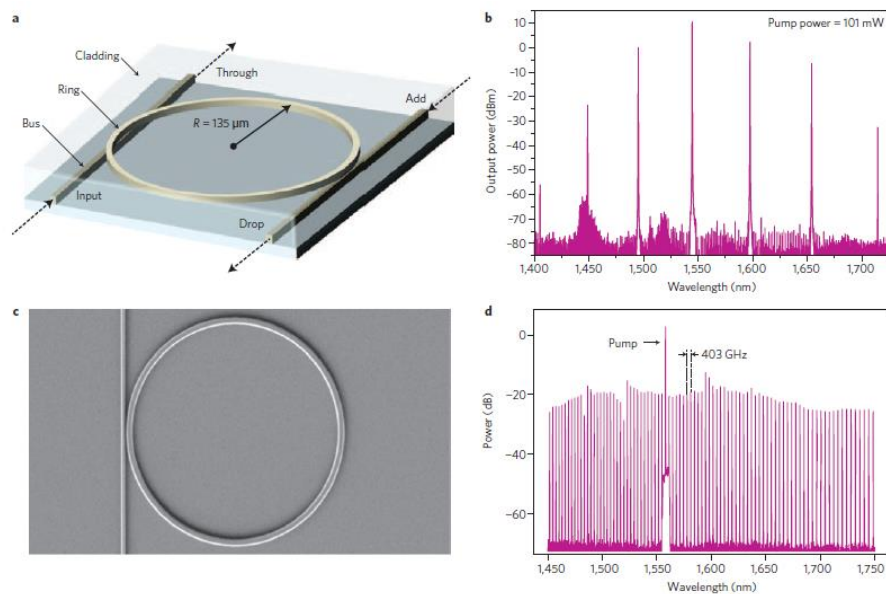 a
Cladding
Through
Ring
Add
Bus
R = 135 μm
Input
Drop
b
Pump power = 101 mW
10
0
-10
-20
-30
-40
-50
-60
-70
-80
Output power (dBm)
1,400
1,450
1,500
1,550
1,600
1,650
1,700
Wavelength (nm)
c
d
Pump
403 GHz
0
-20
-40
-60
Power (dB)
1,450
1,500
1,550
1,600
1,650
1,700
1,750
Wavelength (nm)